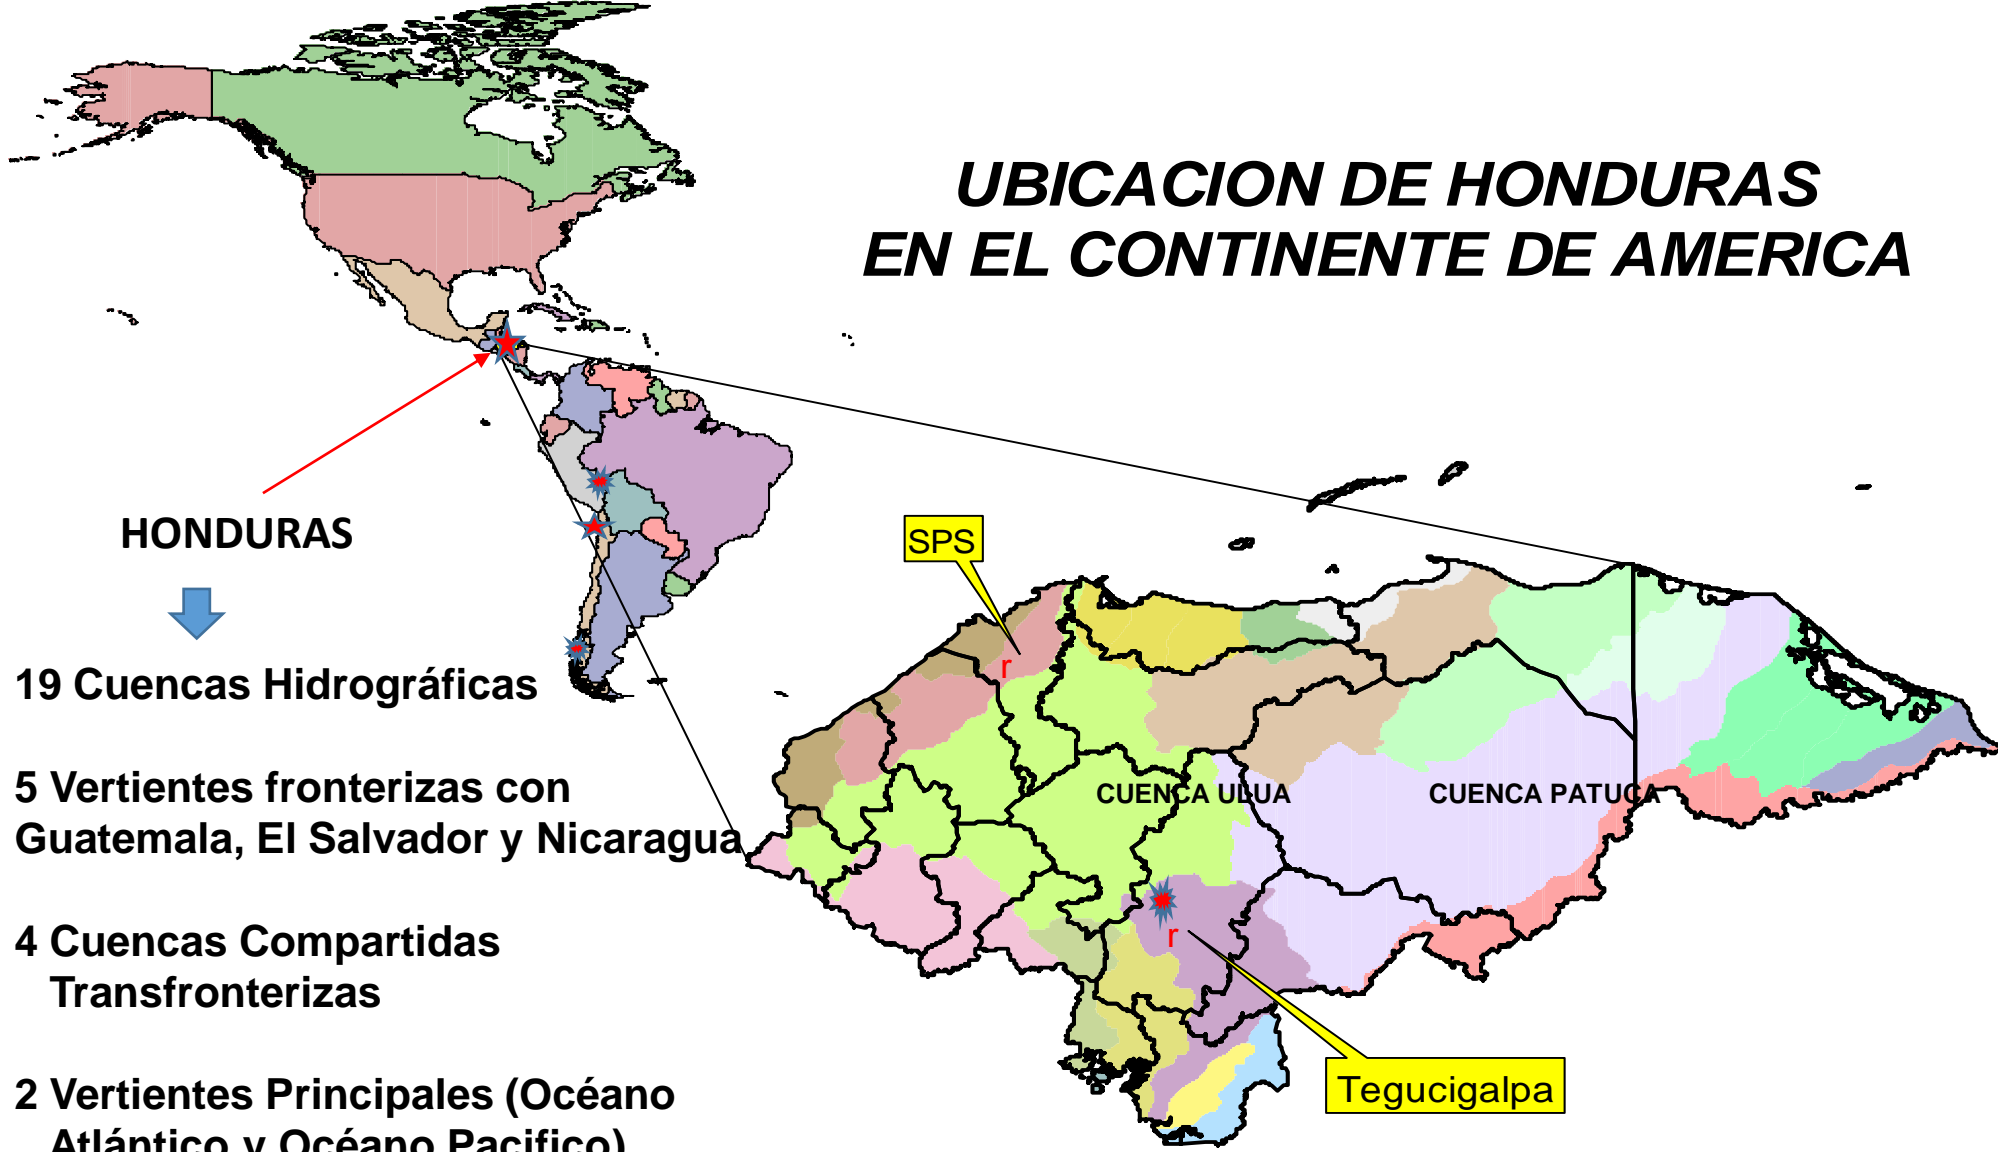 UBICACION DE HONDURAS
EN EL CONTINENTE DE AMERICA
HONDURAS
19 Cuencas Hidrográficas
5 Vertientes fronterizas con
Guatemala, El Salvador y Nicaragua
4 Cuencas Compartidas
Transfronterizas
2 Vertientes Principales (Océano
Atlántico y Océano Pacifico)
SPS
r
CUENCA ULUA
CUENCA PATUCA
r
Tegucigalpa